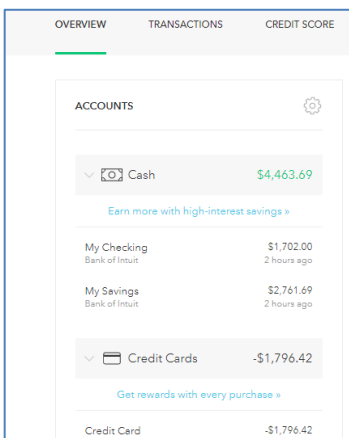 OVERVIEW TRANSACTIONS CREDIT SCORE
ACCOUNTS
Cash $4,463.69
Earn more with high-interest savings »
My Checking $1,702.00
Bank of Intuit 2 hours ago
My Savings $2,761.69
Bank of Intuit 2 hours ago
Credit Cards -$1,796.42
Get rewards with every purchase »
Credit Card -$1,796.42